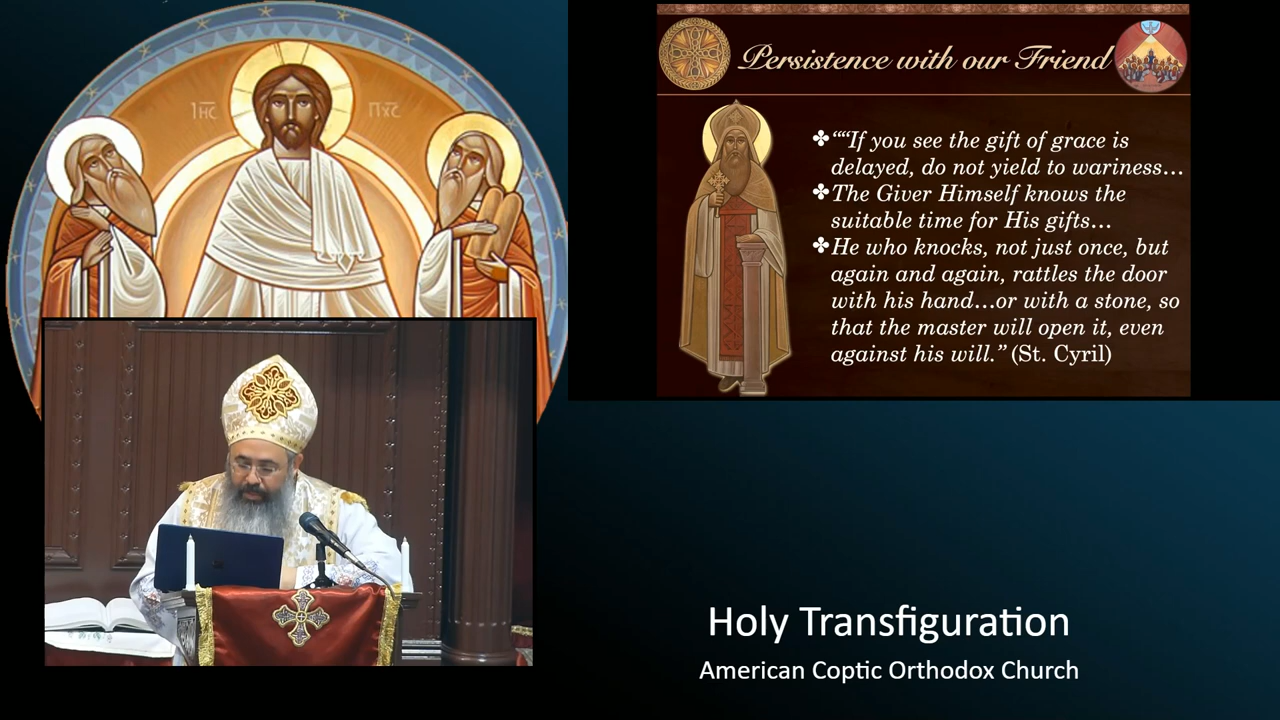 ⲒⲎⲤ
ⲠⲬⲤ
Persistence with our Friend
✤““If you see the gift of grace is
delayed, do not yield to wariness…
✤The Giver Himself knows the
suitable time for His gifts…
✤He who knocks, not just once, but
again and again, rattles the door
with his hand…or with a stone, so
that the master will open it, even
against his will.” (St. Cyril)
Holy Transfiguration
American Coptic Orthodox Church